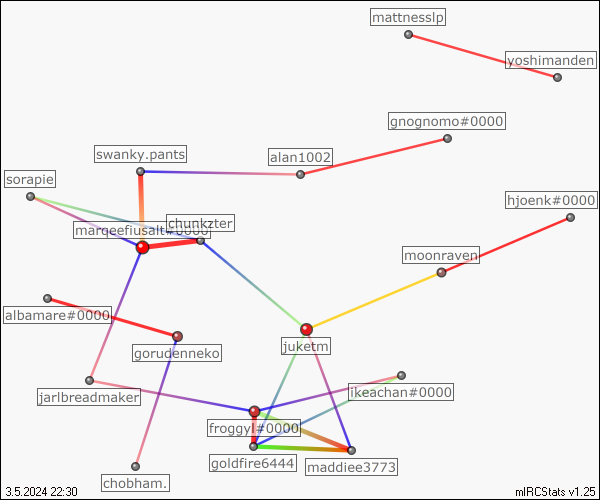 mattnesslp
yoshimanden
gnognomo#0000
swanky.pants
alan1002
sorapie
hjoenk#0000
chunkzter
marqeefiusalt#0000
moonraven
albamare#0000
juketm
gorudenneko
ikeachan#0000
jarlbreadmaker
froggyl#0000
goldfire6444
maddiee3773
chobham.
3.5.2024 22:30
mIRCStats v1.25